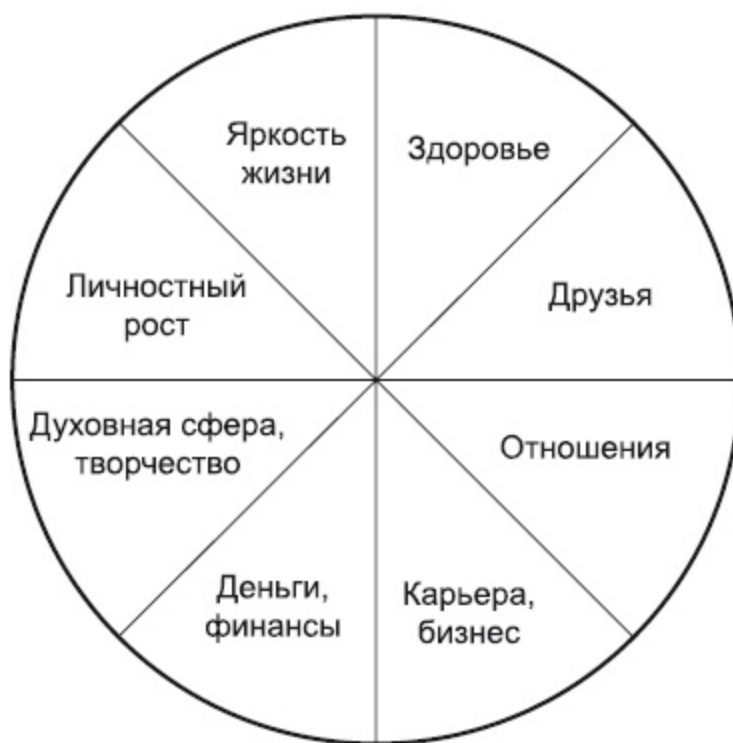 Яркость
жизни
Здоровье
Друзья
Отношения
Карьера,
бизнес
Деньги,
финансы
Духовная сфера,
творчество
Личностный
рост